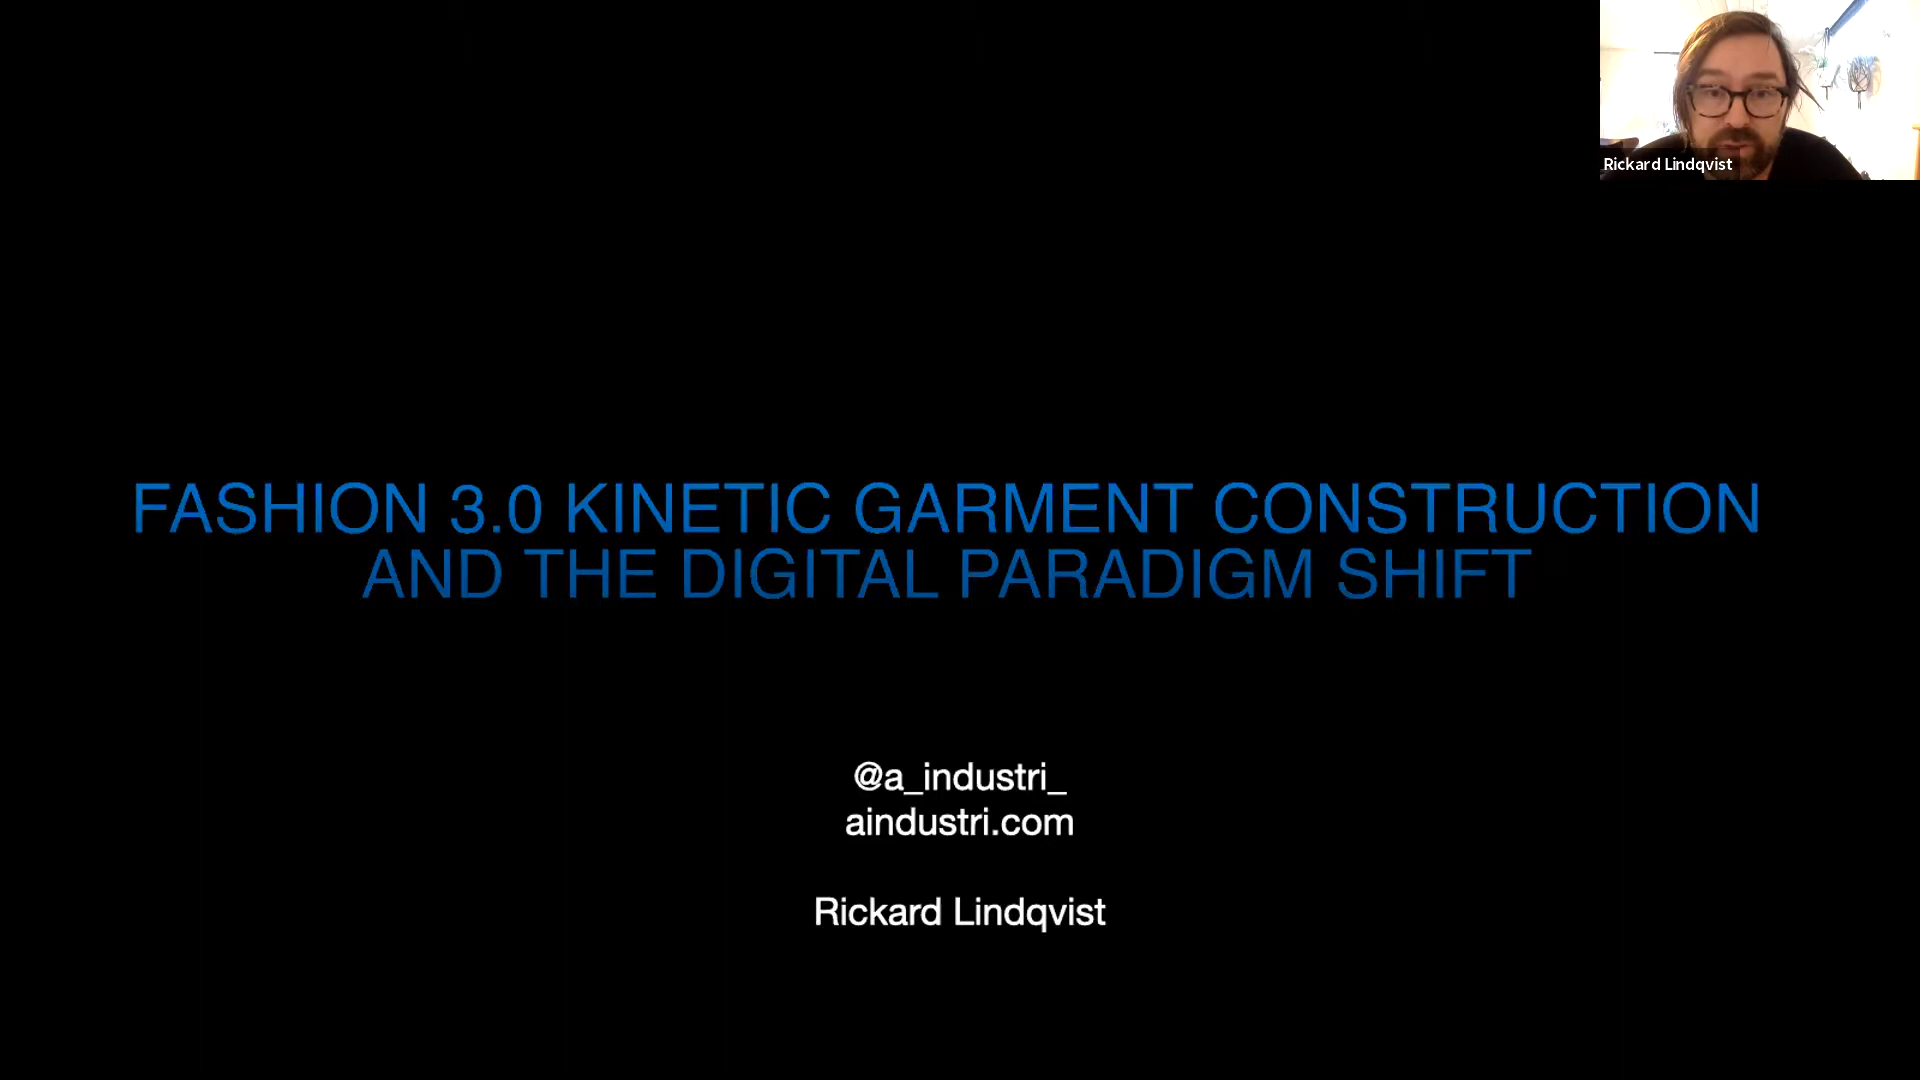 Rickard Lindqvist
FASHION 3.0 KINETIC GARMENT CONSTRUCTION
AND THE DIGITAL PARADIGM SHIFT
@a_industri_
aindustri.com
Rickard Lindqvist